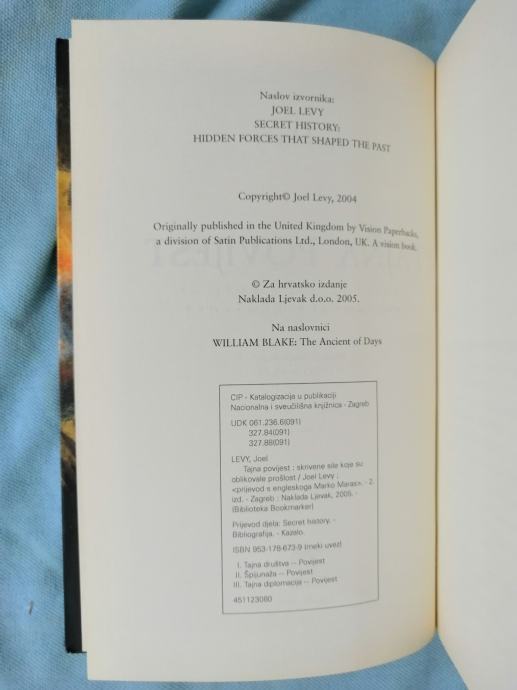 Naslov izvornika:
JOEL LEVY
SECRET HISTORY:
HIDDEN FORCES THAT SHAPED THE PAST
Copyright© Joel Levy, 2004
Originally published in the United Kingdom by Vision Paperbacks,
a division of Satin Publications Ltd., London, UK. A vision book.
© Za hrvatsko izdanje
Naklada Ljevak d.o.o. 2005.
Na naslovnici
WILLIAM BLAKE: The Ancient of Days
CIP - Katalogizacija u publikaciji
Nacionalna i sveučilišna knjižnica - Zagreb
UDK 061.236.6(091)
327.84(091)
327.88(091)
LEVY, Joel
Tajna povijest : skrivene sile koje su
oblikovale prošlost / Joel Levy ;
<prijevod s engleskoga Marko Maras>. - 2.
izd. - Zagreb : Naklada Ljevak, 2005. -
(Biblioteka Bookmarker)
Prijevod djela: Secret history. -
Bibliografija. - Kazalo.
ISBN 953-178-673-9 (meki uvez)
I. Tajna društva -- Povijest
II. Špijunaža -- Povijest
III. Tajna diplomacija -- Povijest
451123060